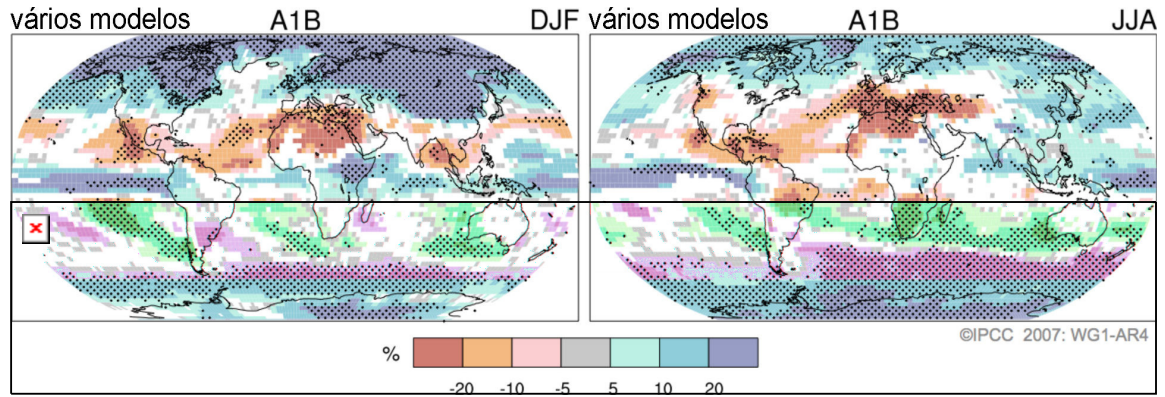 vários modelos A1B DJF vários modelos A1B JJA
©IPCC 2007: WG1-AR4
%
-20 -10 -5 5 10 20